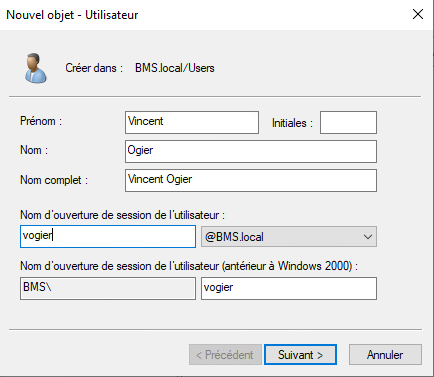 Nouvel objet - Utilisateur
Créer dans : BMS.local/Users
Prénom : Vincent Initiales :
Nom : Ogier
Nom complet : Vincent Ogier
Nom d'ouverture de session de l'utilisateur :
vogier @BMS.local
Nom d'ouverture de session de l'utilisateur (antérieur à Windows 2000) :
BMS\ vogier
< Précédent Suivant > Annuler